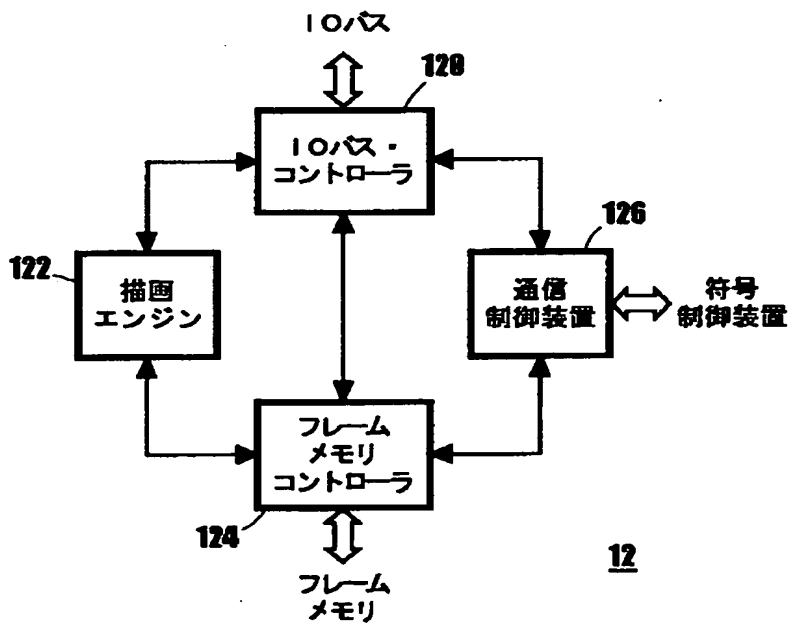 IOバス
120
IOバス・
コントローラ
126
122
描画
エンジン
通信
制御装置
符号
制御装置
フレーム
メモリ
コントローラ
124
12
フレーム
メモリ